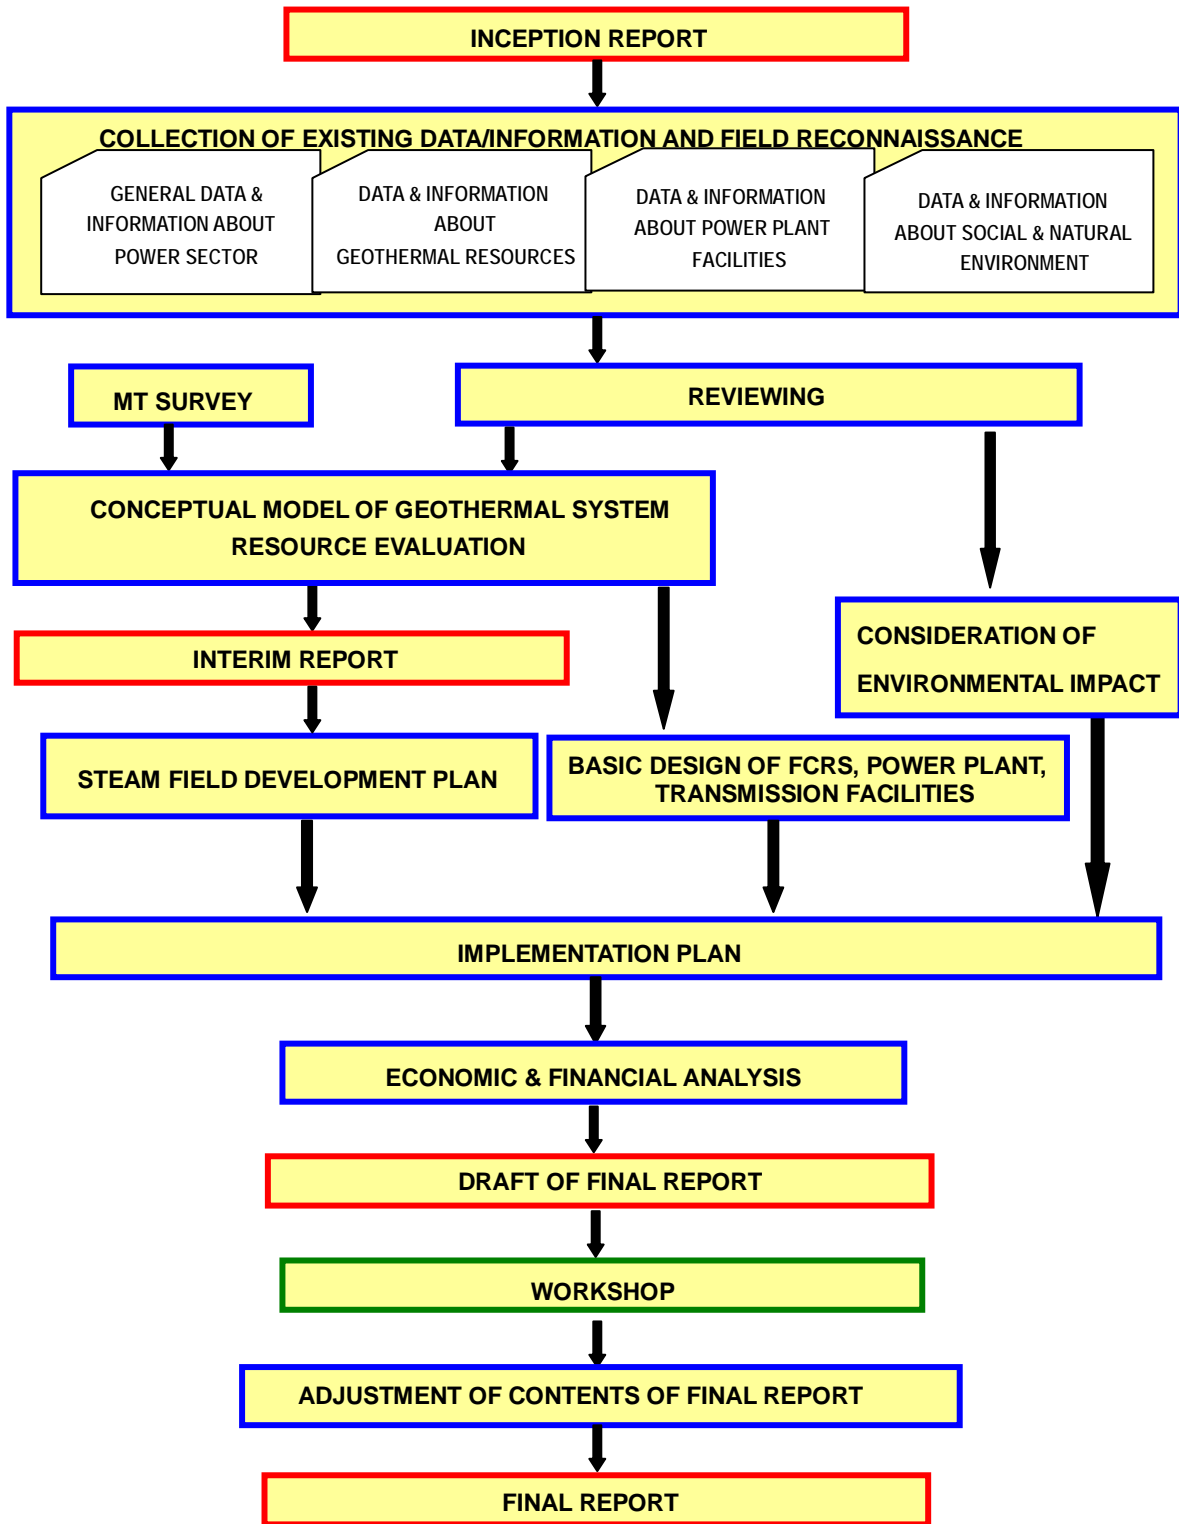 INCEPTION REPORT
COLLECTION OF EXISTING DATA/INFORMATION AND FIELD RECONNAISSANCE
GENERAL DATA &
INFORMATION ABOUT
POWER SECTOR
DATA & INFORMATION
ABOUT
GEOTHERMAL RESOURCES
DATA & INFORMATION
ABOUT POWER PLANT
FACILITIES
DATA & INFORMATION
ABOUT SOCIAL & NATURAL
ENVIRONMENT
MT SURVEY
REVIEWING
CONCEPTUAL MODEL OF GEOTHERMAL SYSTEM
RESOURCE EVALUATION
INTERIM REPORT
CONSIDERATION OF
ENVIRONMENTAL IMPACT
STEAM FIELD DEVELOPMENT PLAN
BASIC DESIGN OF FCRS, POWER PLANT,
TRANSMISSION FACILITIES
IMPLEMENTATION PLAN
ECONOMIC & FINANCIAL ANALYSIS
DRAFT OF FINAL REPORT
WORKSHOP
ADJUSTMENT OF CONTENTS OF FINAL REPORT
FINAL REPORT